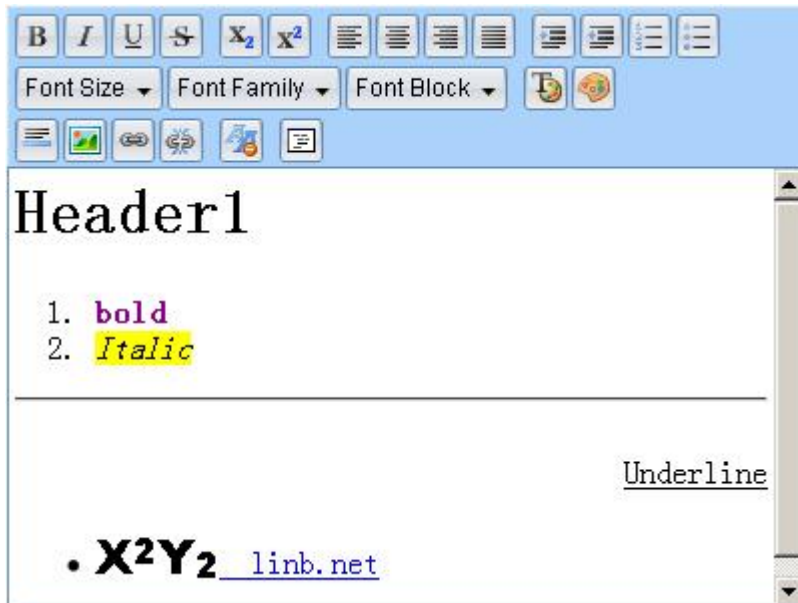 B I U S X₂ X²
Font Size Font Family Font Block
Header1
1. bold
2. Italic
Underline
• X²Y₂ linb.net